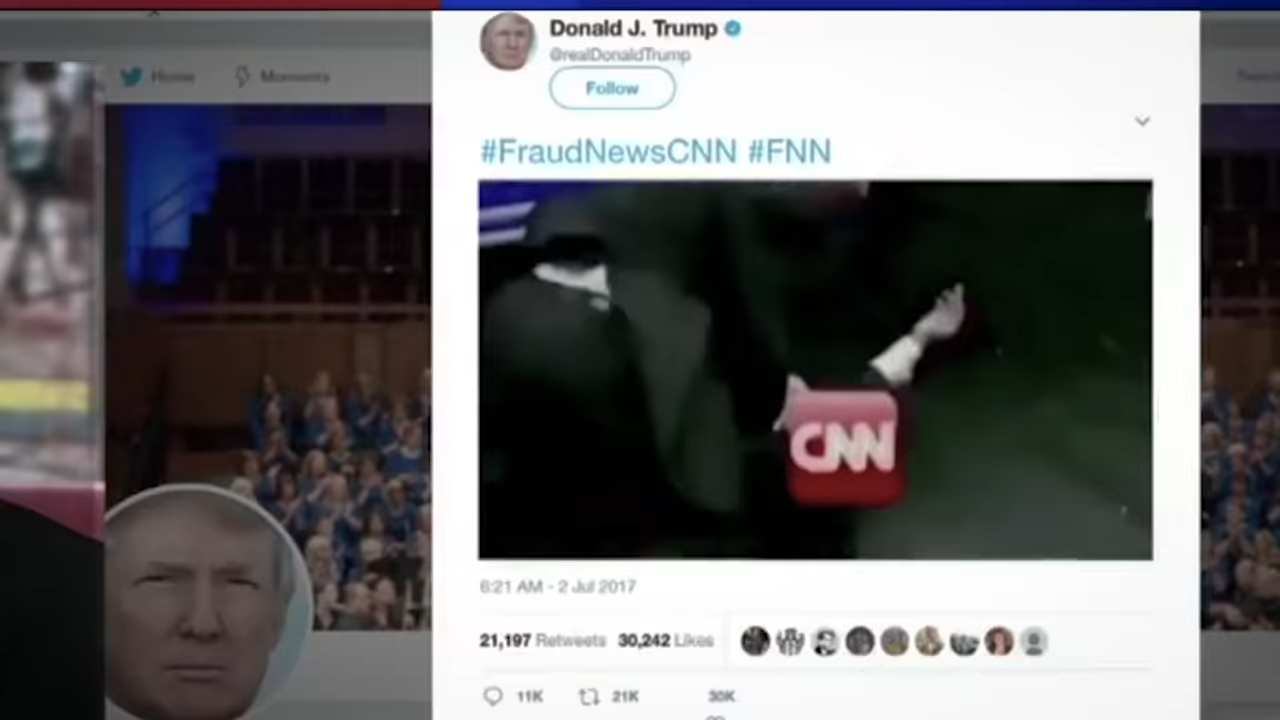 Home Moments
Donald J. Trump
@realDonaldTrump
Follow
#FraudNewsCNN #FNN
CNN
6:21 AM - 2 Jul 2017
21,197 Retweets 30,242 Likes
11K 21K 30K